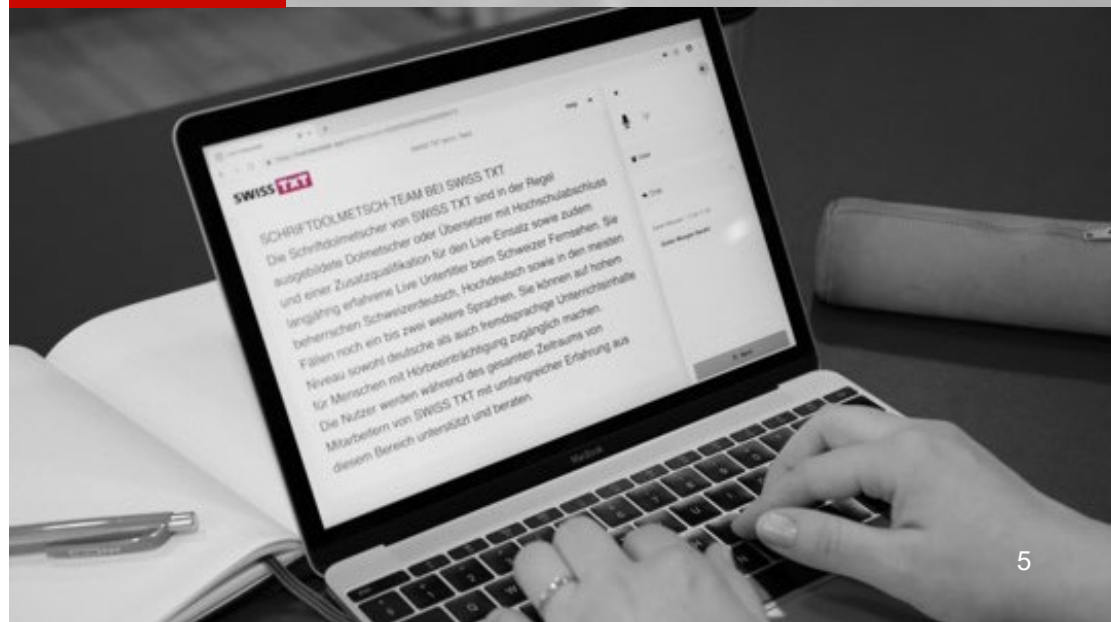 SWISS TXT
SCHRIFTDOLMETSCH-TEAM BEI SWISS TXT
Die Schriftdolmetscher von SWISS TXT sind in der Regel
ausgebildete Dolmetscher oder Übersetzer mit Hochschulabschluss
und einer Zusatzqualifikation für den Live-Einsatz sowie zudem
langjährig erfahrene Live Untertitler beim Schweizer Fernsehen. Sie
beherrschen Schweizerdeutsch, Hochdeutsch sowie in den meisten
Fällen noch ein bis zwei weitere Sprachen. Sie können auf hohem
Niveau sowohl deutsche als auch fremdsprachige Unterrichtsinhalte
für Menschen mit Hörbeeinträchtigung zugänglich machen.
Die Nutzer werden während des gesamten Zeitraums von
Mitarbeitern von SWISS TXT mit umfangreicher Erfahrung aus
diesem Bereich unterstützt und beraten.
Chat
MacBook
5